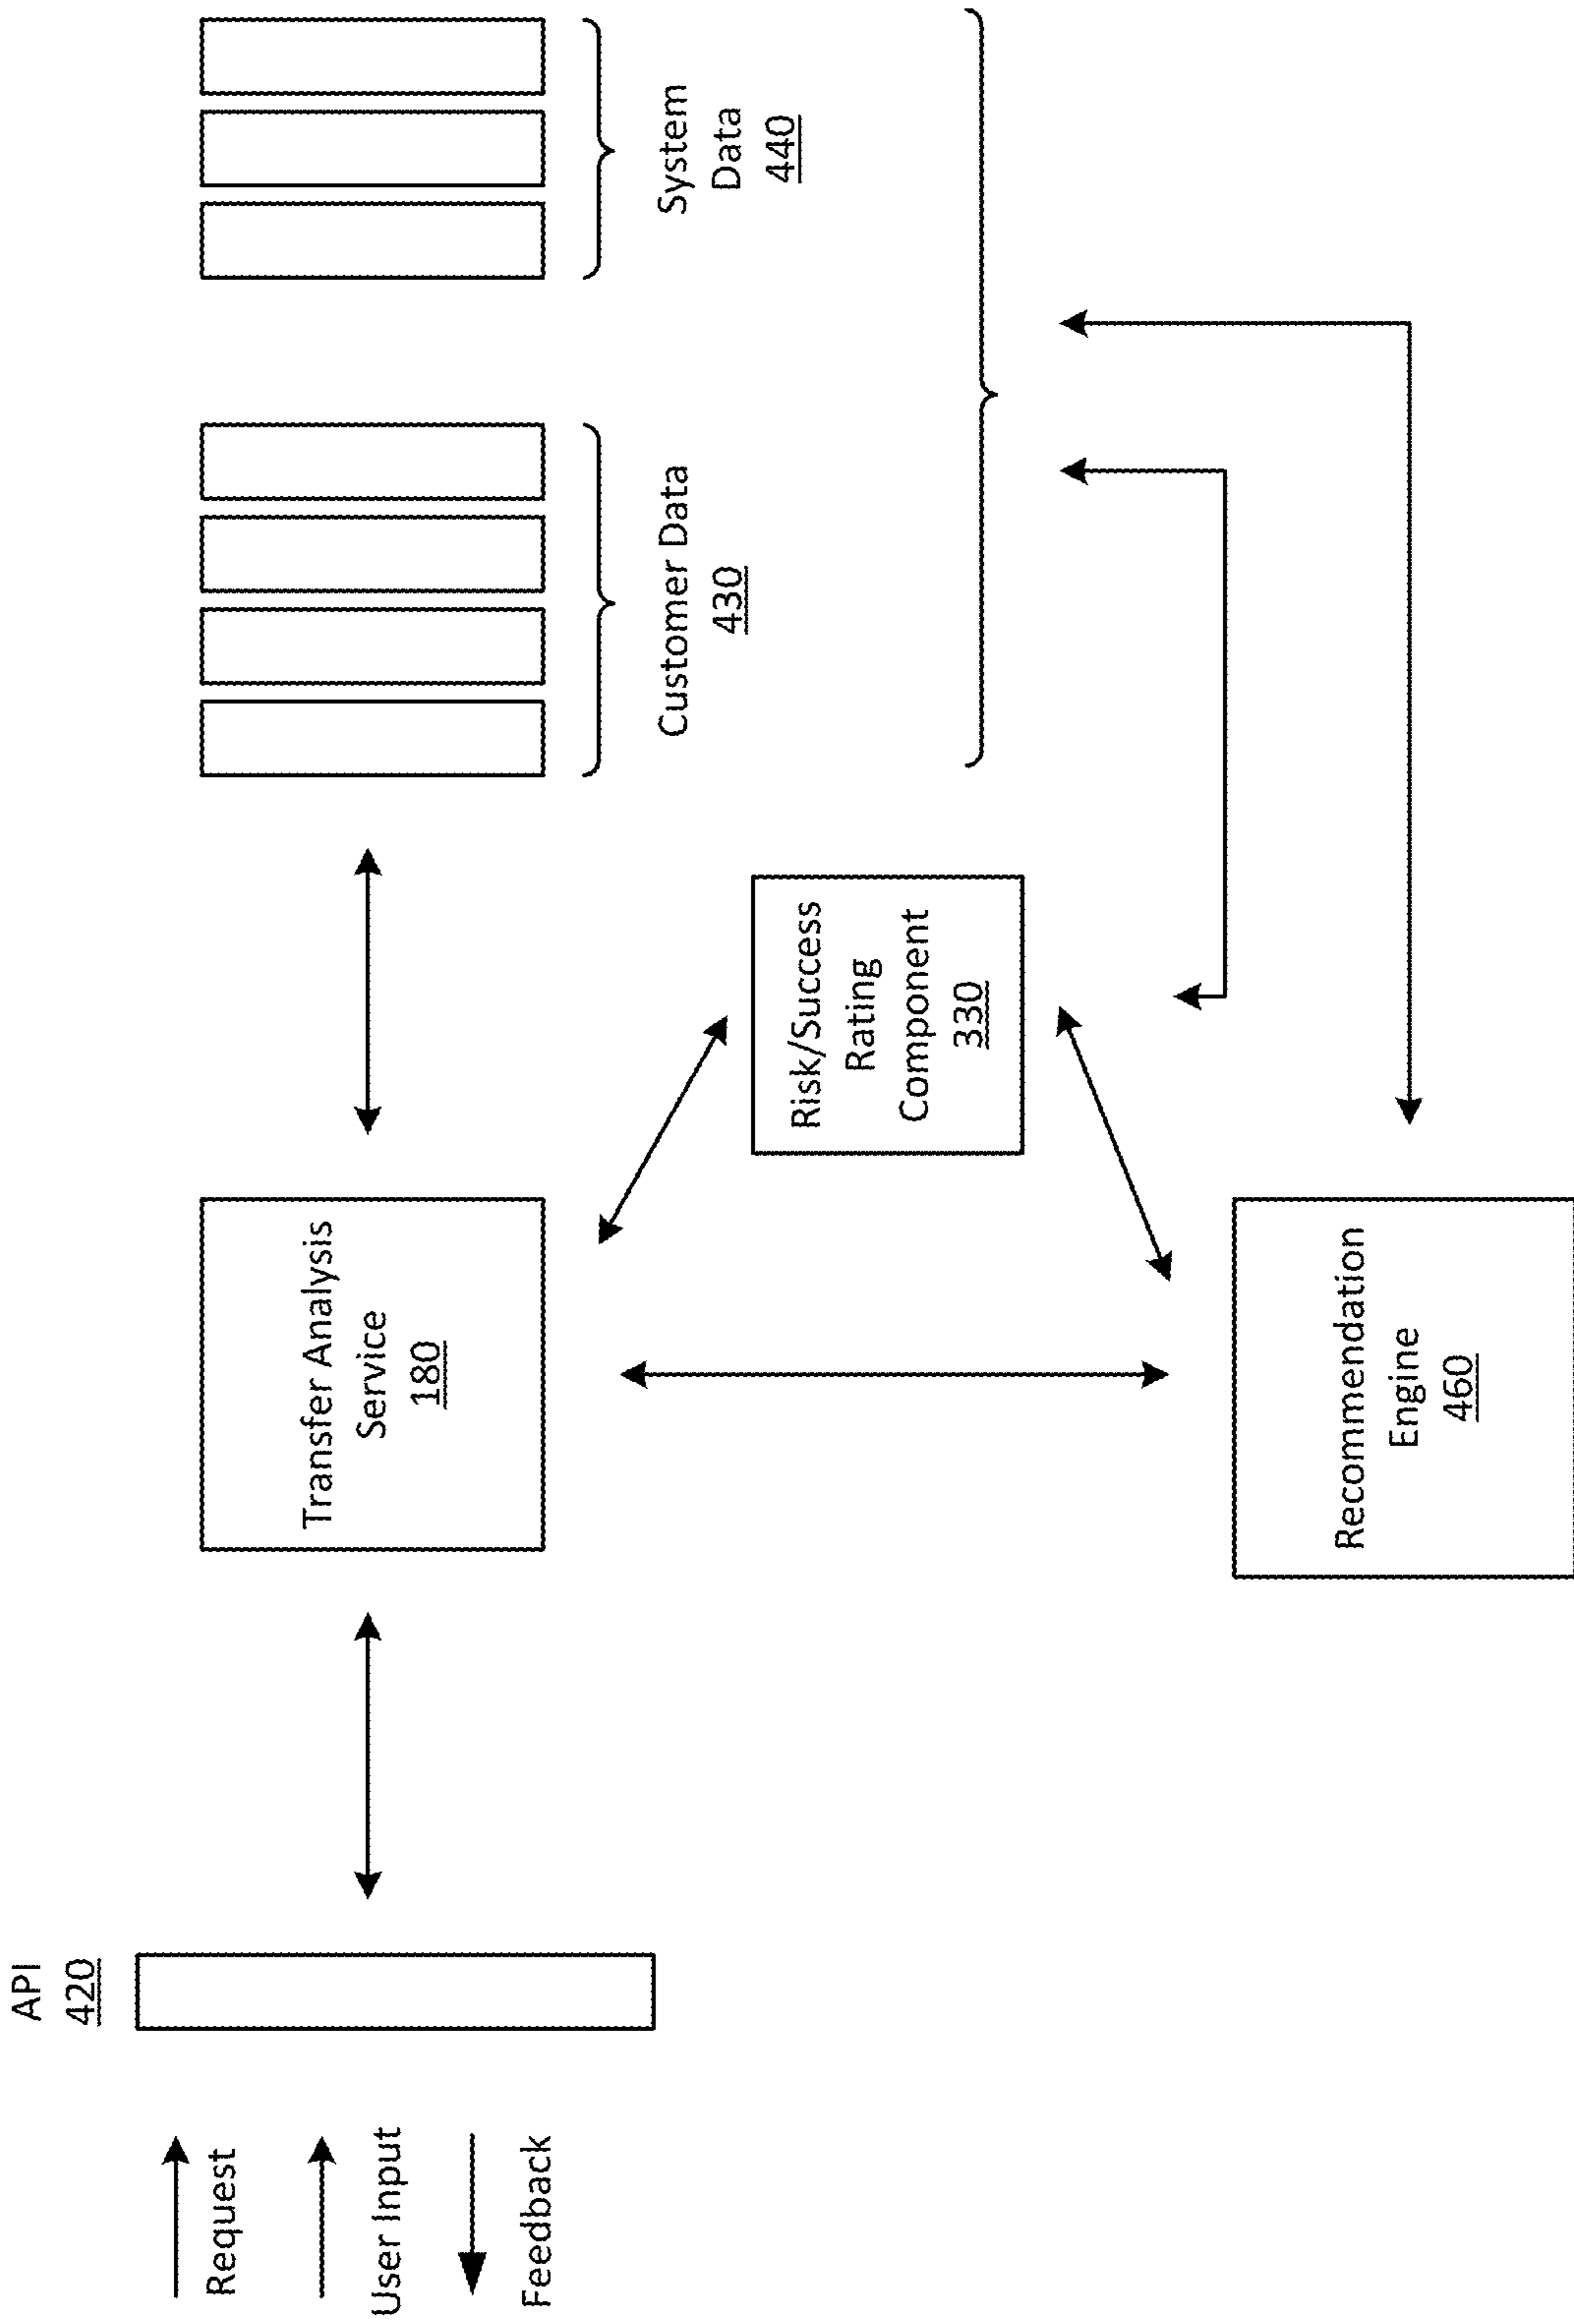 API
420
Request
User Input
Feedback
Transfer Analysis
Service
180
Customer Data
430
System
Data
440
Risk/Success
Rating
Component
330
Recommendation
Engine
460